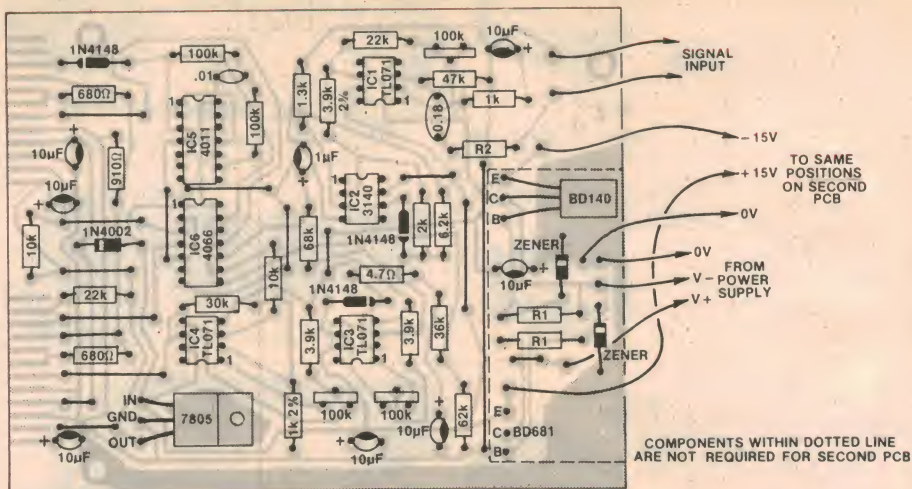 1N4148
680Ω
+
10µF
910Ω
10µF
+
10k
1N4002
22k
680Ω
IN
GND
OUT
7805
+
10µF
100k
.01
IC5
4011
1
100k
1
IC6
4066
10k
30k
IC4
TL071
1
1.3k
3.9k
2%
22k
IC1
TL071
1
100k
10µF
+
47k
1k
0.18
R2
+
1µF
1
IC2
3140
68k
1N4148
2k
6.2k
4.7Ω
1N4148
3.9k
IC3
TL071
1
3.9k
36k
1k 2%
100k
100k
+
10µF
10µF
+
62k
E
C
B
BD140
ZENER
10µF
+
R1
R1
ZENER
E
C
B
BD681
SIGNAL
INPUT
−15V
+15V
TO SAME
POSITIONS
ON SECOND
PCB
0V
0V
V−
V+
FROM
POWER
SUPPLY
COMPONENTS WITHIN DOTTED LINE
ARE NOT REQUIRED FOR SECOND PCB